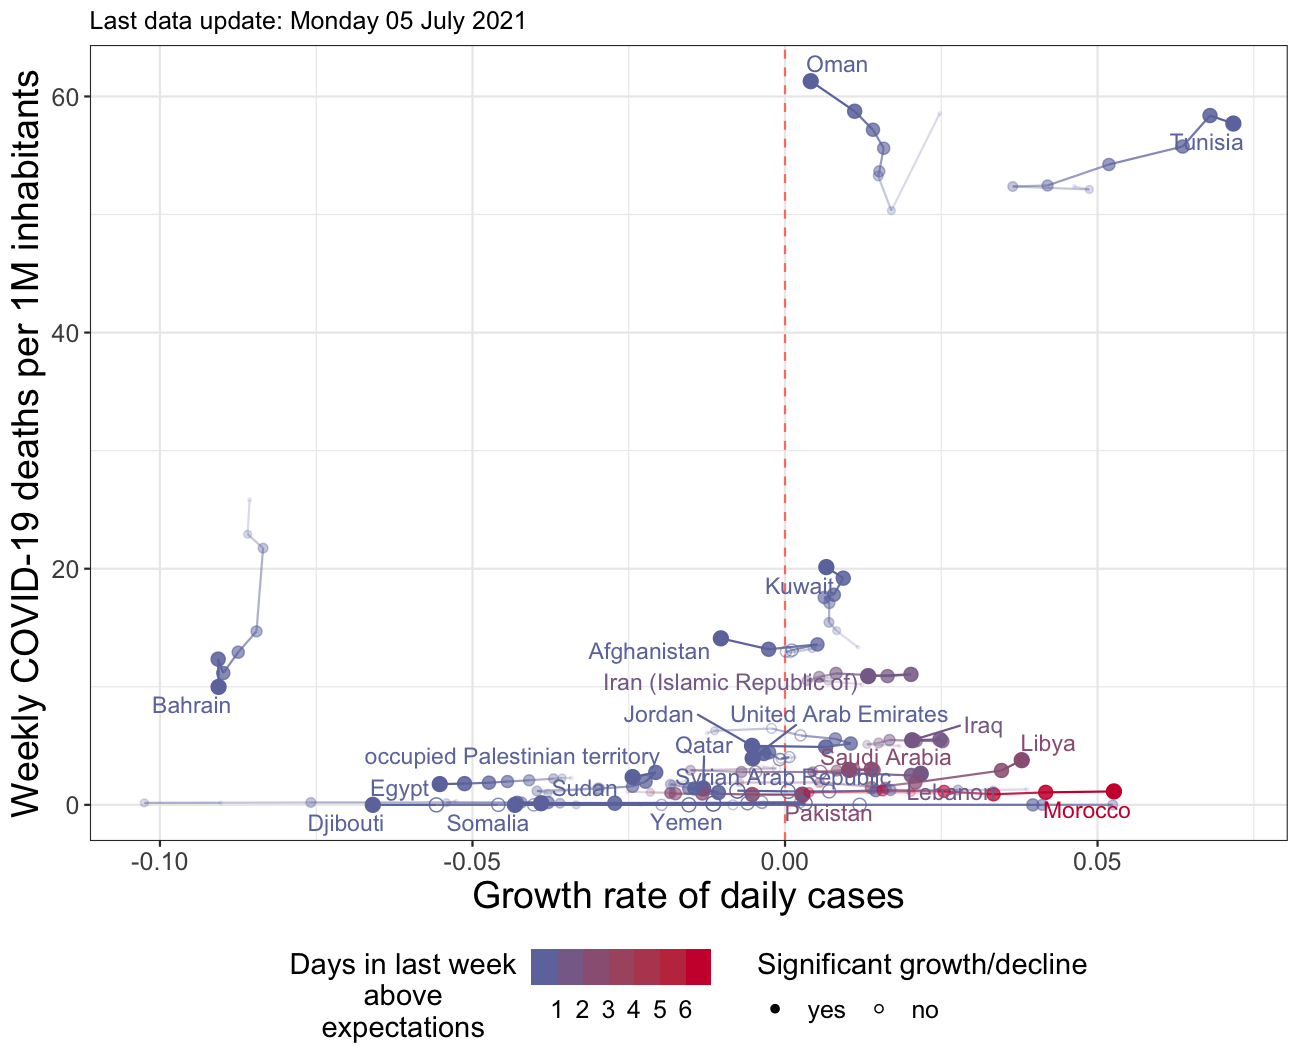 Last data update: Monday 05 July 2021
Weekly COVID-19 deaths per 1M inhabitants
60
40
20
0
Oman
Tunisia
Kuwait
Afghanistan
Iran (Islamic Republic of)
Bahrain
Jordan
United Arab Emirates
Iraq
Qatar
Libya
occupied Palestinian territory
Saudi Arabia
Syrian Arab Republic
Egypt
Sudan
Lebanon
Pakistan
Morocco
Djibouti
Somalia
Yemen
-0.10
-0.05
0.00
0.05
Growth rate of daily cases
Days in last week
above
expectations
1 2 3 4 5 6
Significant growth/decline
yes
no